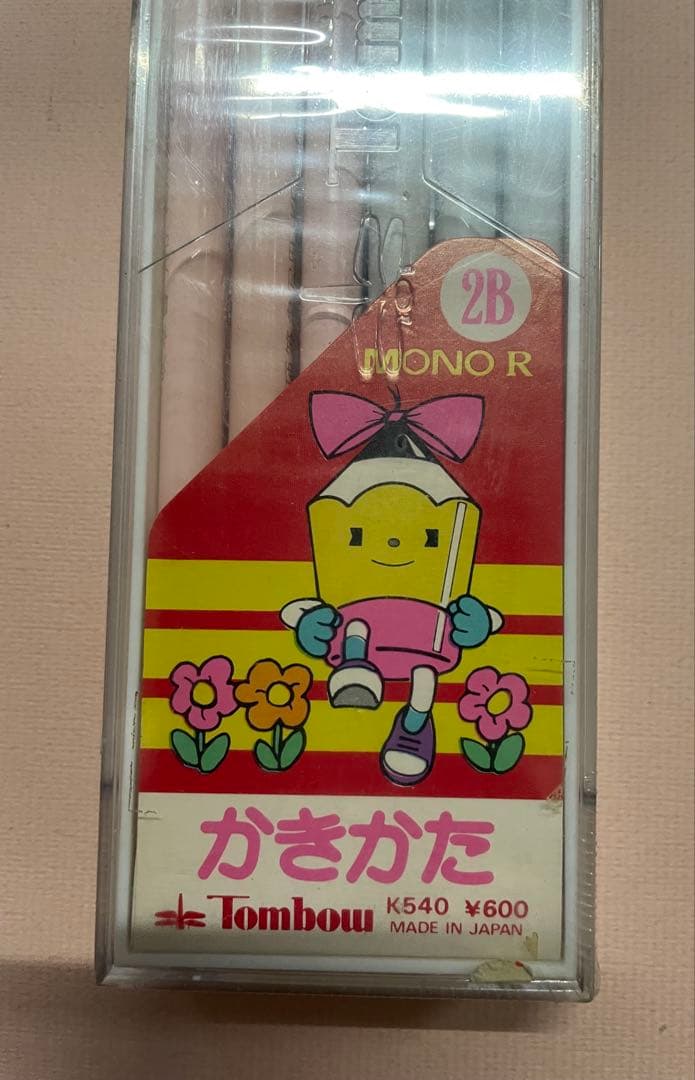 2B
MONO R
かきかた
Tombow K540 ¥600
MADE IN JAPAN